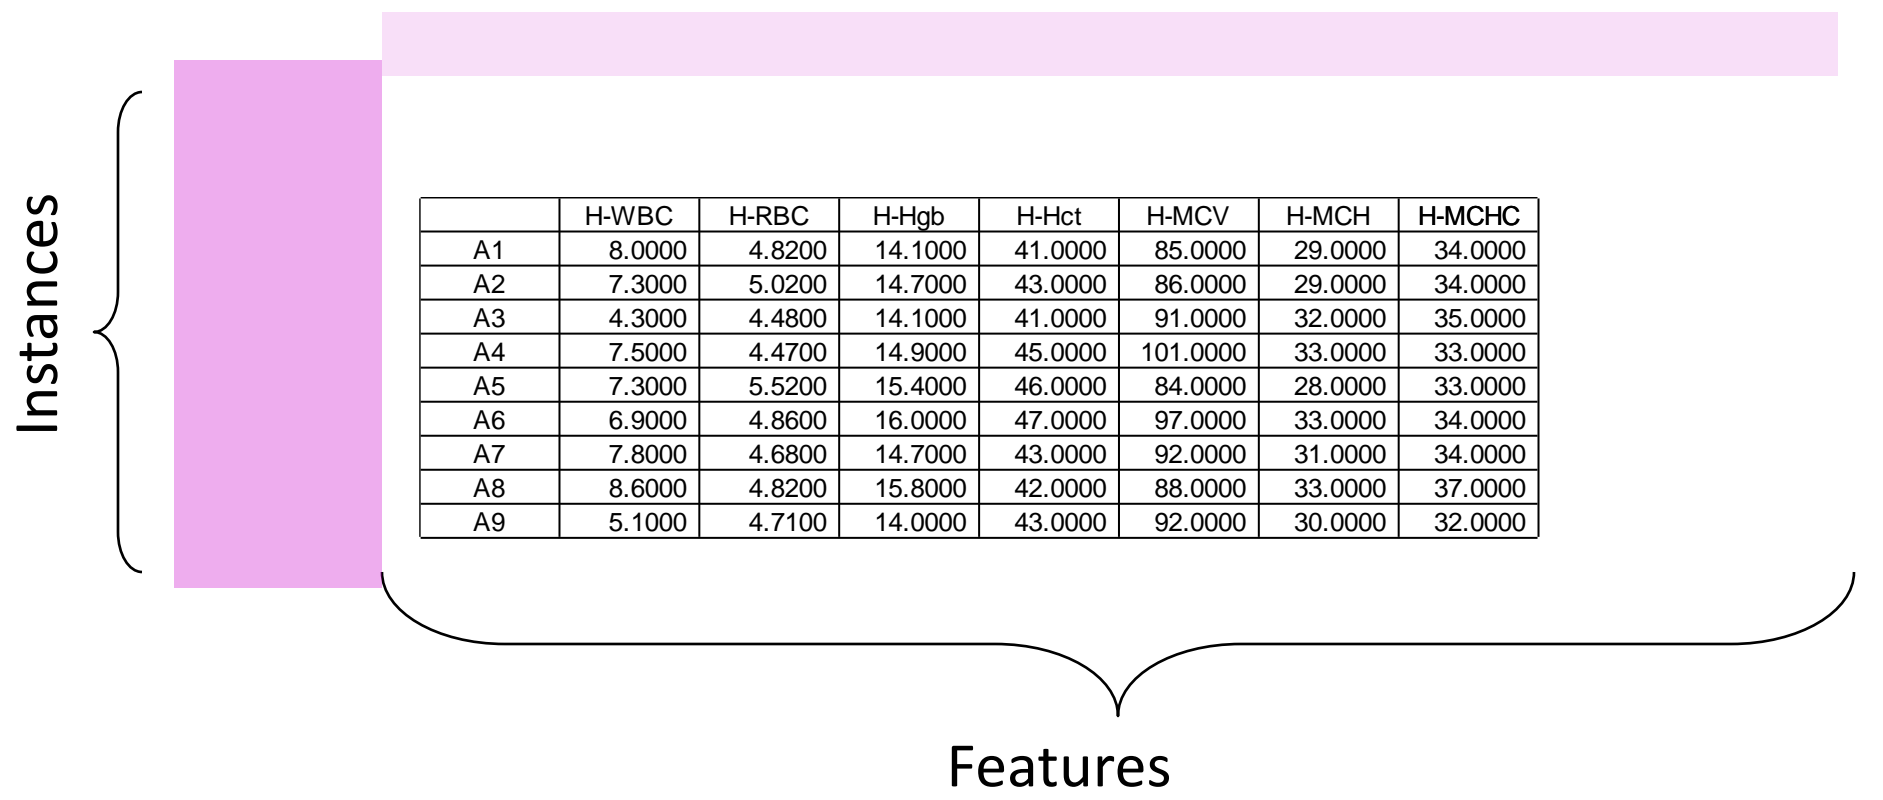 Instances
H-WBC H-RBC H-Hgb H-Hct H-MCV H-MCH H-MCHC
A1 8.0000 4.8200 14.1000 41.0000 85.0000 29.0000 34.0000
A2 7.3000 5.0200 14.7000 43.0000 86.0000 29.0000 34.0000
A3 4.3000 4.4800 14.1000 41.0000 91.0000 32.0000 35.0000
A4 7.5000 4.4700 14.9000 45.0000 101.0000 33.0000 33.0000
A5 7.3000 5.5200 15.4000 46.0000 84.0000 28.0000 33.0000
A6 6.9000 4.8600 16.0000 47.0000 97.0000 33.0000 34.0000
A7 7.8000 4.6800 14.7000 43.0000 92.0000 31.0000 34.0000
A8 8.6000 4.8200 15.8000 42.0000 88.0000 33.0000 37.0000
A9 5.1000 4.7100 14.0000 43.0000 92.0000 30.0000 32.0000
Features